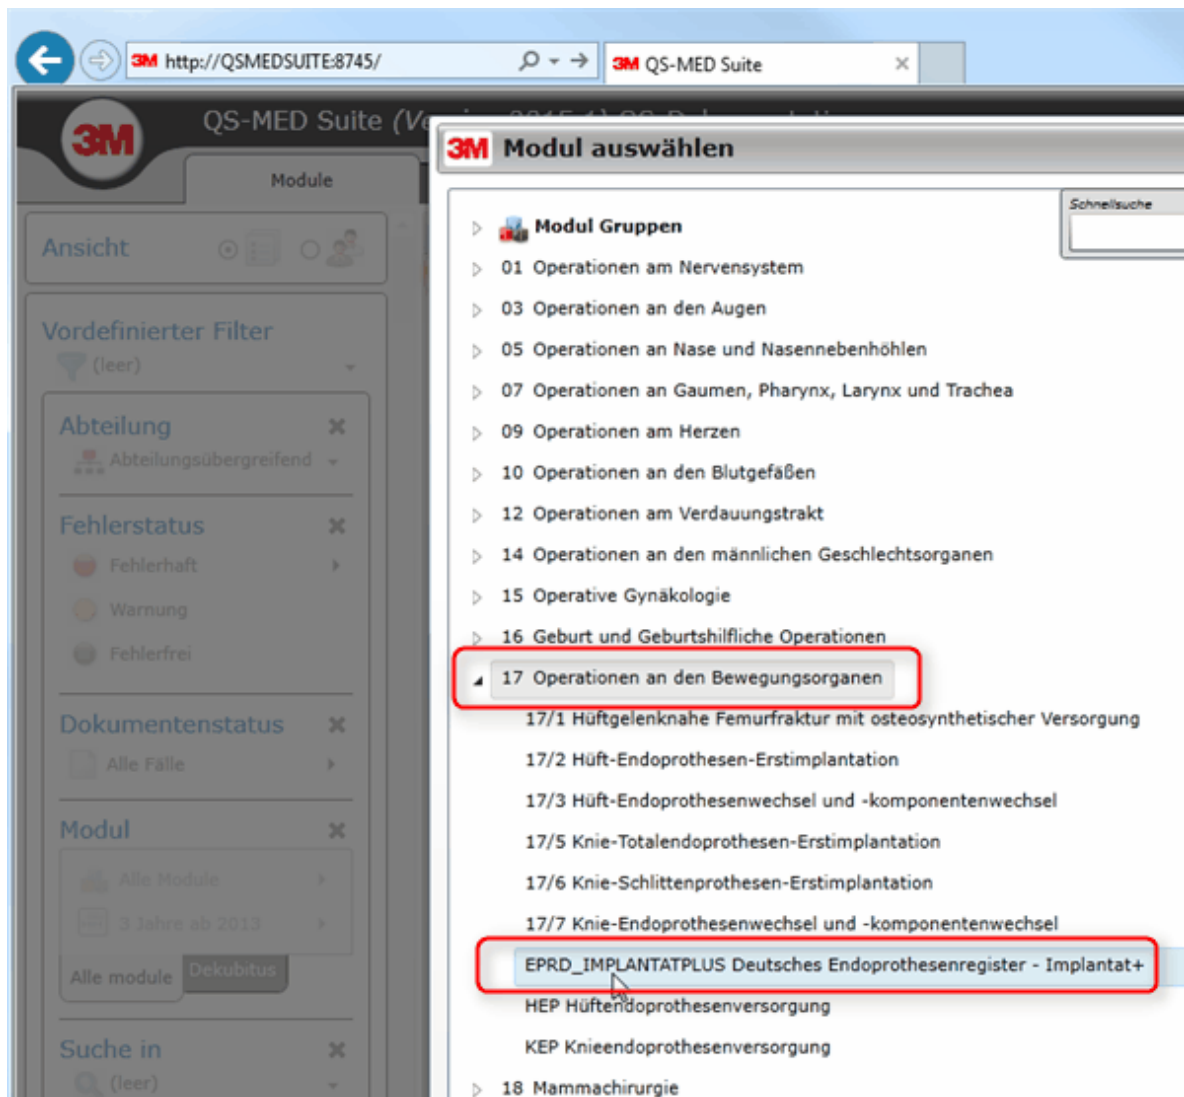 3M http://QSMEDSUITE:8745/
3M QS-MED Suite
3M
QS-MED Suite
Module
Ansicht
Vordefinierter Filter
(leer)
Abteilung
Abteilungsübergreifend
Fehlerstatus
Fehlerhaft
Warnung
Fehlerfrei
Dokumentenstatus
Alle Fälle
Modul
Alle Module
3 Jahre ab 2013
Alle module
Dekubitus
Suche in
(leer)
3M Modul auswählen
Schnellsuche
Modul Gruppen
01 Operationen am Nervensystem
03 Operationen an den Augen
05 Operationen an Nase und Nasennebenhöhlen
07 Operationen an Gaumen, Pharynx, Larynx und Trachea
09 Operationen am Herzen
10 Operationen an den Blutgefäßen
12 Operationen am Verdauungstrakt
14 Operationen an den männlichen Geschlechtsorganen
15 Operative Gynäkologie
16 Geburt und Geburtshilfliche Operationen
17 Operationen an den Bewegungsorganen
17/1 Hüftgelenknahe Femurfraktur mit osteosynthetischer Versorgung
17/2 Hüft-Endoprothesen-Erstimplantation
17/3 Hüft-Endoprothesenwechsel und -komponentenwechsel
17/5 Knie-Totalendoprothesen-Erstimplantation
17/6 Knie-Schlittenprothesen-Erstimplantation
17/7 Knie-Endoprothesenwechsel und -komponentenwechsel
EPRD_IMPLANTATPLUS Deutsches Endoprothesenregister - Implantat+
HEP Hüftendoprothesenversorgung
KEP Knieendoprothesenversorgung
18 Mammachirurgie